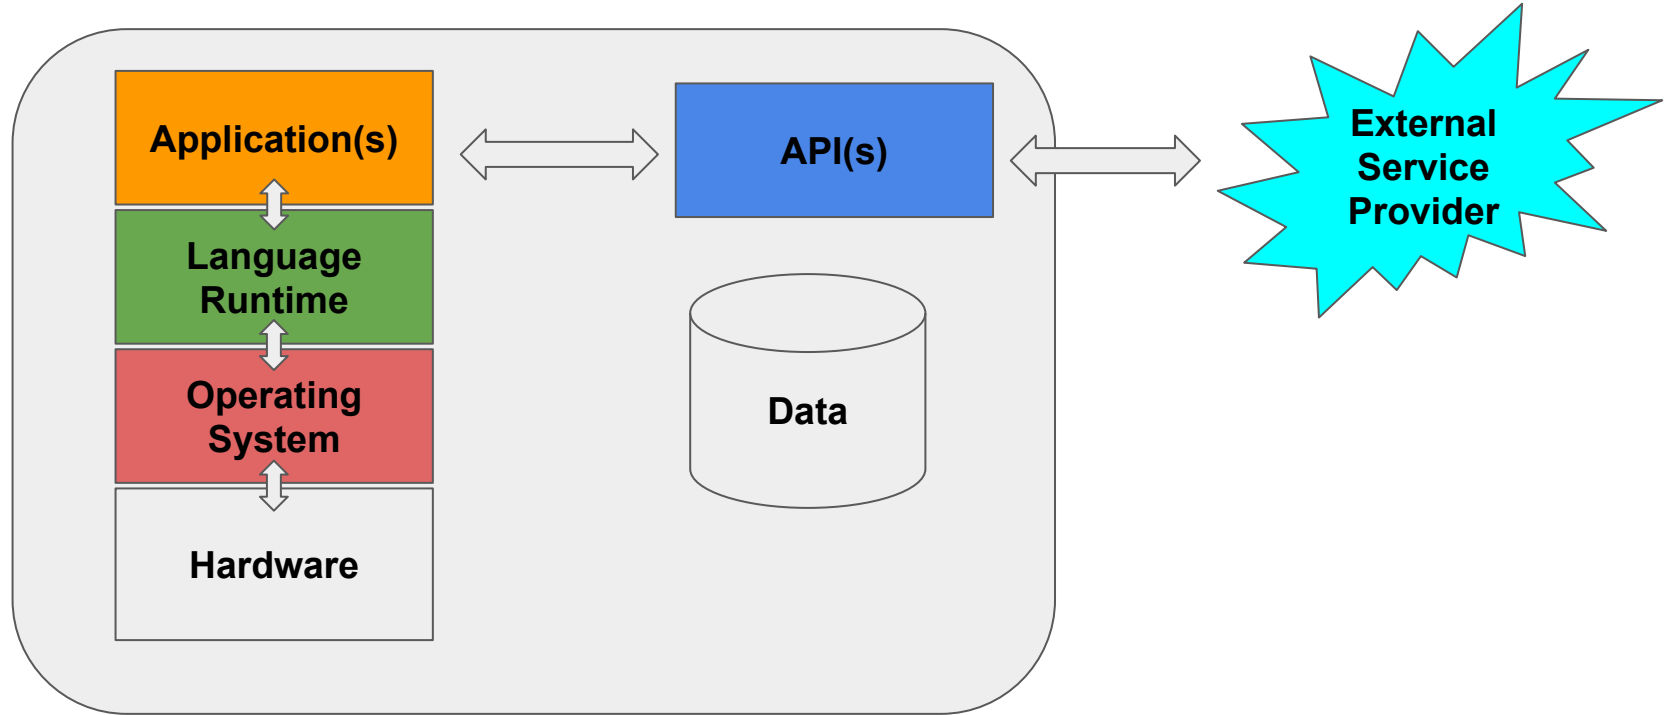 Application(s)
Language
Runtime
Operating
System
Hardware
API(s)
Data
External
Service
Provider